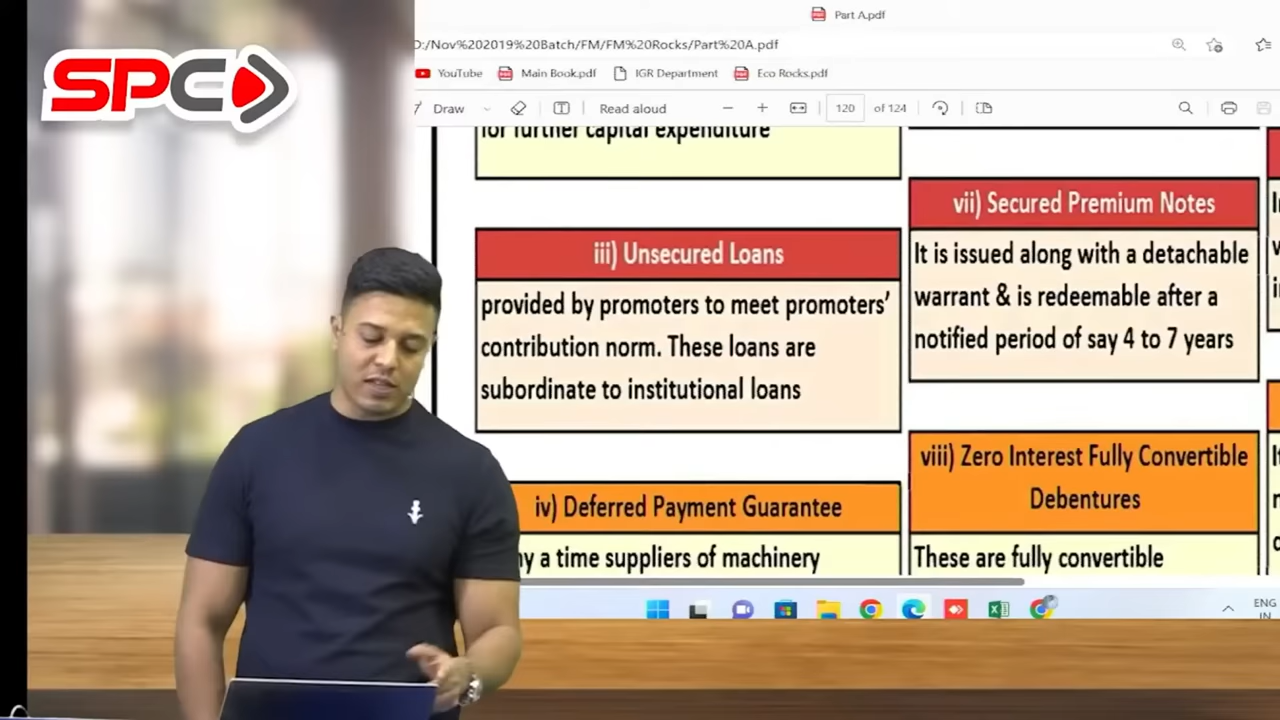 SPC
Part A.pdf
D:/Nov%202019%20Batch/FM/FM%20Rocks/Part%20A.pdf
YouTube
Main Book.pdf
IGR Department
Eco Rocks.pdf
Draw
Read aloud
120
of 124
for further capital expenditure
iii) Unsecured Loans
provided by promoters to meet promoters'
contribution norm. These loans are
subordinate to institutional loans
iv) Deferred Payment Guarantee
a time suppliers of machinery
vii) Secured Premium Notes
It is issued along with a detachable
warrant & is redeemable after a
notified period of say 4 to 7 years
viii) Zero Interest Fully Convertible
Debentures
These are fully convertible
ENG
IN